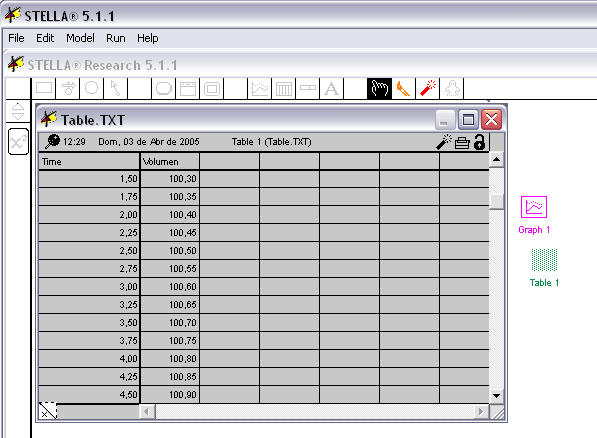 STELLA® 5.1.1
File Edit Model Run Help
STELLA® Research 5.1.1
A
X²
Table.TXT
12:29 Dom, 03 de Abr de 2005 Table 1 (Table.TXT)
Time Volumen
1,50 100,30
1,75 100,35
2,00 100,40
2,25 100,45
2,50 100,50
2,75 100,55
3,00 100,60
3,25 100,65
3,50 100,70
3,75 100,75
4,00 100,80
4,25 100,85
4,50 100,90
Graph 1
Table 1